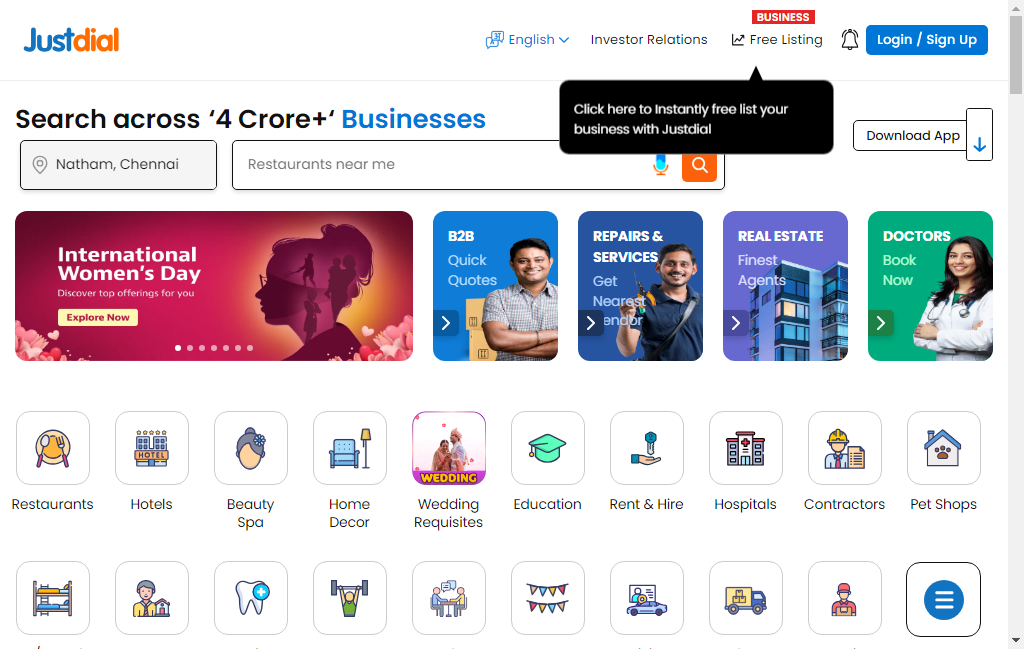 Justdial
English
Investor Relations
BUSINESS
Free Listing
Login / Sign Up
Click here to Instantly free list your
business with Justdial
Search across ‘4 Crore+‘ Businesses
Download App
Natham, Chennai
Restaurants near me
International
Women's Day
Discover top offerings for you
Explore Now
B2B
Quick
Quotes
REPAIRS &
SERVICES
Get
Nearest
Vendor
REAL ESTATE
Finest
Agents
DOCTORS
Book
Now
HOTEL
WEDDING
Restaurants
Hotels
Beauty
Spa
Home
Decor
Wedding
Requisites
Education
Rent & Hire
Hospitals
Contractors
Pet Shops